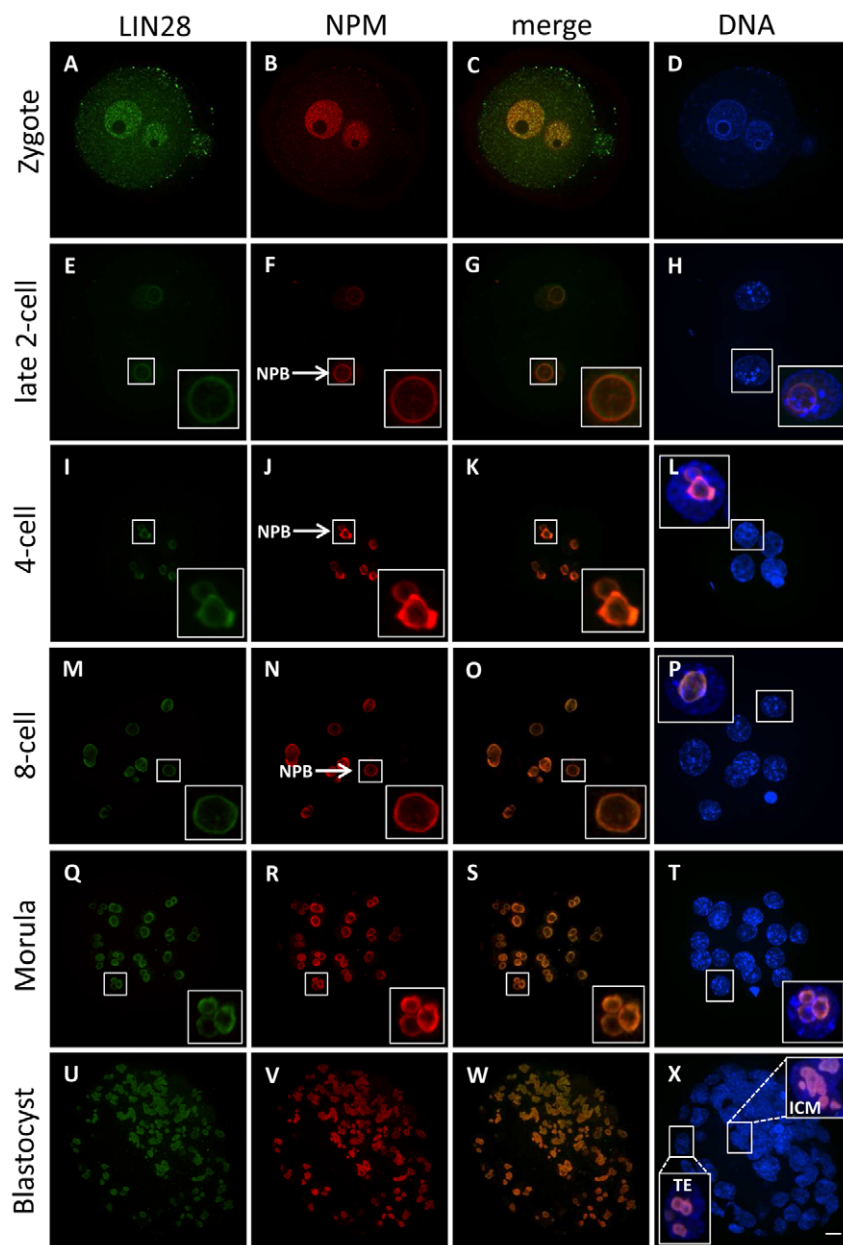 LIN28 NPM merge DNA
Zygote
A B C D
late 2-cell
E F G H
NPB
4-cell
I J K L
NPB
8-cell
M N O P
NPB
Morula
Q R S T
Blastocyst
U V W X
ICM
TE